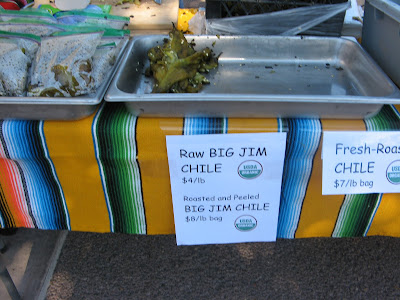 Raw BIG JIM
CHILE
USDA
ORGANIC
$4/lb
Roasted and Peeled
BIG JIM CHILE
USDA
ORGANIC
$8/lb bag
Fresh-Roas
CHILE
$7/lb bag